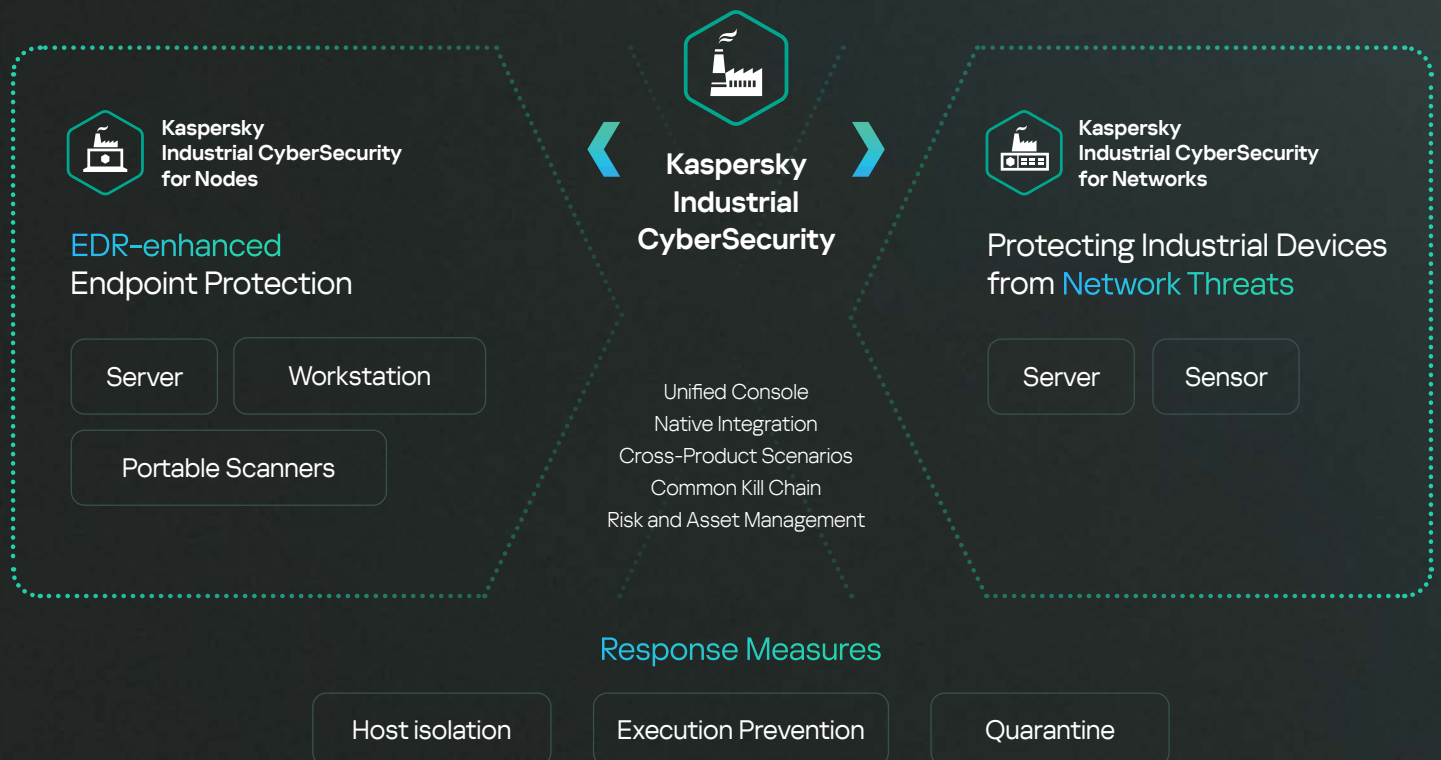 Kaspersky
Industrial CyberSecurity
for Nodes
EDR-enhanced
Endpoint Protection
Server
Workstation
Portable Scanners
Kaspersky
Industrial
CyberSecurity
Unified Console
Native Integration
Cross-Product Scenarios
Common Kill Chain
Risk and Asset Management
Kaspersky
Industrial CyberSecurity
for Networks
Protecting Industrial Devices
from Network Threats
Server
Sensor
Response Measures
Host isolation
Execution Prevention
Quarantine